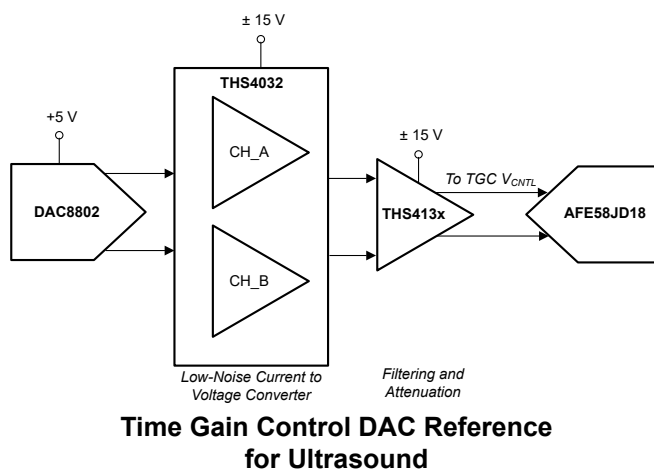 ± 15 V
THS4032
+5 V
CH_A
± 15 V
To TGC V_CNTL
DAC8802
THS413x
AFE58JD18
CH_B
Low-Noise Current to
Voltage Converter
Filtering and
Attenuation
Time Gain Control DAC Reference
for Ultrasound